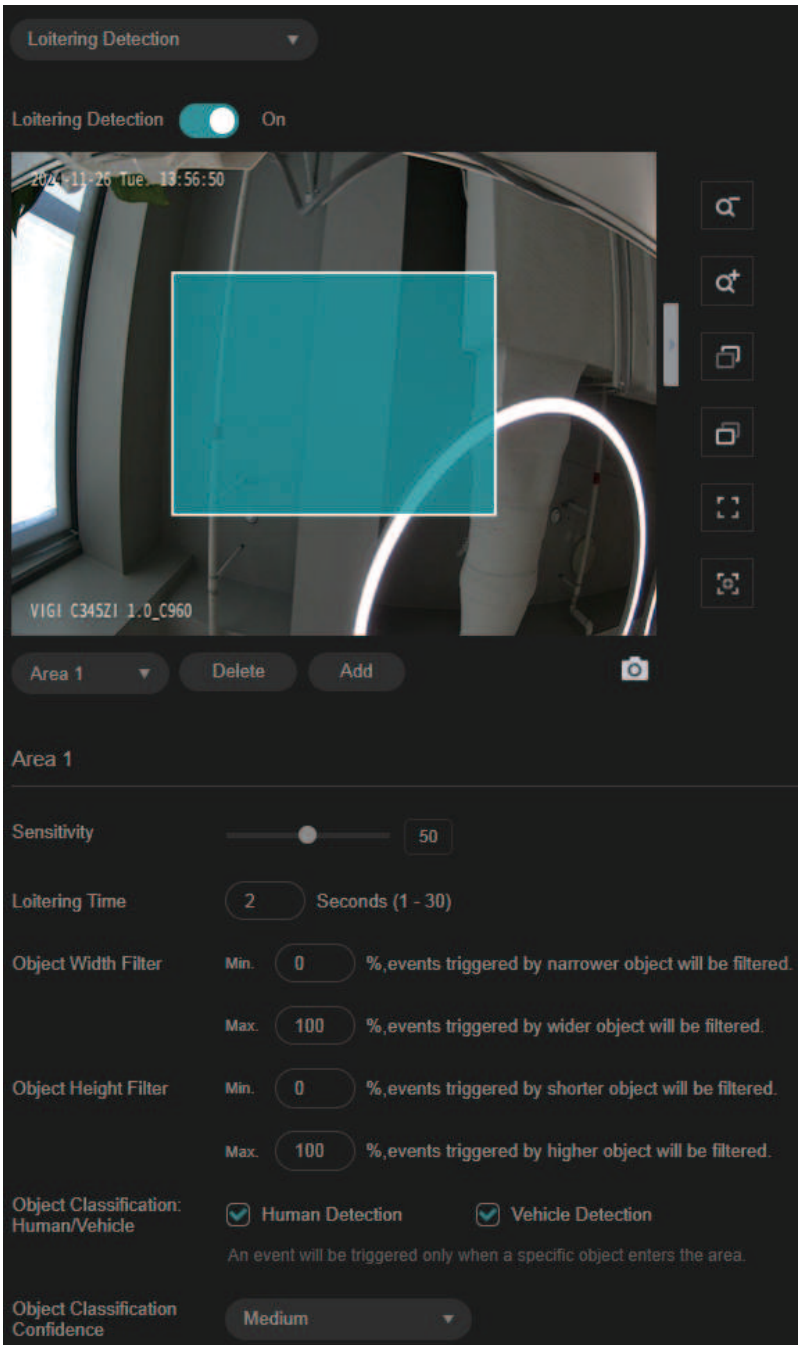 Loitering Detection
Loitering Detection On
2024-11-26 Tue. 13:56:50
VIGI C345ZI 1.0_C960
Area 1 Delete Add
Area 1
Sensitivity 50
Loitering Time 2 Seconds (1 - 30)
Object Width Filter Min. 0 %,events triggered by narrower object will be filtered.
Max. 100 %,events triggered by wider object will be filtered.
Object Height Filter Min. 0 %,events triggered by shorter object will be filtered.
Max. 100 %,events triggered by higher object will be filtered.
Object Classification:
Human/Vehicle Human Detection Vehicle Detection
An event will be triggered only when a specific object enters the area.
Object Classification
Confidence Medium